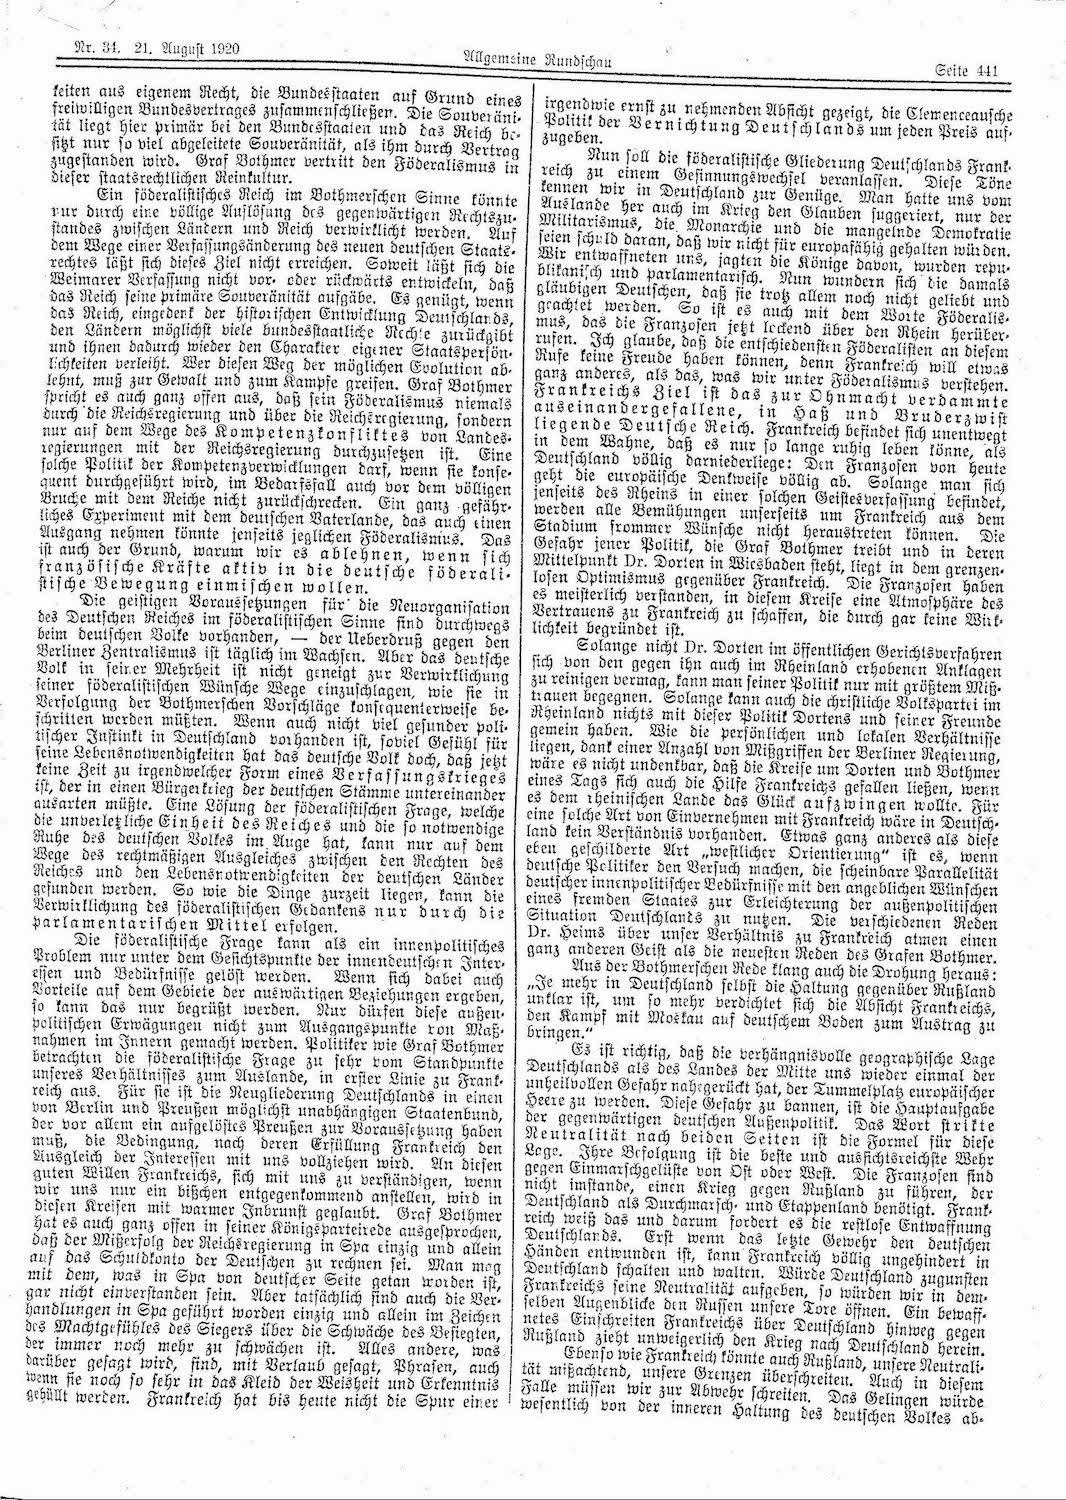 Nr. 34. 21. August 1920
Allgemeine Rundschau
Seite 441
keiten aus eigenem Recht, die Bundesstaaten auf Grund eines
freiwilligen Bundesvertrages zusammenschließen. Die Souveräni-
tät liegt hier primär bei den Bundesstaaten und das Reich be-
sitzt nur so viel abgeleitete Souveränität, als ihm durch Vertrag
zugestanden wird. Graf Bothmer vertritt den Föderalismus in
dieser staatsrechtlichen Reinkultur.
Ein föderalistisches Reich im Bothmerschen Sinne könnte
nur durch eine völlige Auflösung des gegenwärtigen Rechtszu-
standes zwischen Ländern und Reich verwirklicht werden. Auf
dem Wege einer Verfassungsänderung des neuen deutschen Staats-
rechtes läßt sich dieses Ziel nicht erreichen. Soweit läßt sich die
Weimarer Verfassung nicht vor- oder rückwärts entwickeln, daß
das Reich seine primäre Souveränität aufgäbe. Es genügt, wenn
das Reich, eingedenk der historischen Entwicklung Deutschlands,
den Ländern möglichst viele bundesstaatliche Rechte zurückgibt
und ihnen dadurch wieder den Charakter eigener Staatspersön-
lichkeiten verleiht. Wer diesen Weg der möglichen Evolution ab-
lehnt, muß zur Gewalt und zum Kampfe greifen. Graf Bothmer
spricht es auch ganz offen aus, daß sein Föderalismus niemals
durch die Reichsregierung und über die Reichsregierung, sondern
nur auf dem Wege des Kompetenzkonfliktes von Landes-
regierungen mit der Reichsregierung durchzusetzen ist. Eine
solche Politik der Kompetenzverwicklungen darf, wenn sie konse-
quent durchgeführt wird, im Bedarfsfall auch vor dem völligen
Bruche mit dem Reiche nicht zurückschrecken. Ein ganz gefähr-
liches Experiment mit dem deutschen Vaterlande, das auch einen
Ausgang nehmen könnte jenseits jeglichen Föderalismus. Das
ist auch der Grund, warum wir es ablehnen, wenn sich
französische Kräfte aktiv in die deutsche föderali-
stische Bewegung einmischen wollen.
Die geistigen Voraussetzungen für die Neuorganisation
des Deutschen Reiches im föderalistischen Sinne sind durchwegs
beim deutschen Volke vorhanden, — der Ueberdruß gegen den
Berliner Zentralismus ist täglich im Wachsen. Aber das deutsche
Volk in seiner Mehrheit ist nicht geneigt zur Verwirklichung
seiner föderalistischen Wünsche Wege einzuschlagen, wie sie in
Verfolgung der Bothmerschen Vorschläge konsequenterweise be-
schritten werden müßten. Wenn auch nicht viel gesunder poli-
tischer Instinkt in Deutschland vorhanden ist, soviel Gefühl für
seine Lebensnotwendigkeiten hat das deutsche Volk doch, daß jetzt
keine Zeit zu irgendwelcher Form eines Verfassungskrieges
ist, der in einen Bürgerkrieg der deutschen Stämme untereinander
ausarten müßte. Eine Lösung der föderalistischen Frage, welche
die unverletzliche Einheit des Reiches und die so notwendige
Ruhe des deutschen Volkes im Auge hat, kann nur auf dem
Wege des rechtmäßigen Ausgleiches zwischen den Rechten des
Reiches und den Lebensnotwendigkeiten der deutschen Länder
gefunden werden. So wie die Dinge zurzeit liegen, kann die
Verwirklichung des föderalistischen Gedankens nur durch die
parlamentarischen Mittel erfolgen.
Die föderalistische Frage kann als ein innenpolitisches
Problem nur unter dem Gesichtspunkte der innendeutschen Inter-
essen und Bedürfnisse gelöst werden. Wenn sich dabei auch
Vorteile auf dem Gebiete der auswärtigen Beziehungen ergeben,
so kann das nur begrüßt werden. Nur dürfen diese außen-
politischen Erwägungen nicht zum Ausgangspunkte von Maß-
nahmen im Innern gemacht werden. Politiker wie Graf Bothmer
betrachten die föderalistische Frage zu sehr vom Standpunkte
unseres Verhältnisses zum Auslande, in erster Linie zu Frank-
reich aus. Für sie ist die Neugliederung Deutschlands in einen
von Berlin und Preußen möglichst unabhängigen Staatenbund,
der vor allem ein aufgelöstes Preußen zur Voraussetzung haben
muß, die Bedingung, nach deren Erfüllung Frankreich den
Ausgleich der Interessen mit uns vollziehen wird. An diesen
guten Willen Frankreichs, sich mit uns zu verständigen, wenn
wir uns nur ein bißchen entgegenkommend anstellen, wird in
diesen Kreisen mit warmer Inbrunst geglaubt. Graf Bothmer
hat es auch ganz offen in seiner Königsparteirede ausgesprochen,
daß der Mißerfolg der Reichsregierung in Spa einzig und allein
auf das Schuldkonto der Deutschen zu rechnen sei. Man mag
mit dem, was in Spa von deutscher Seite getan worden ist,
gar nicht einverstanden sein. Aber tatsächlich sind auch die Ver-
handlungen in Spa geführt worden einzig und allein im Zeichen
des Machtgefühles des Siegers über die Schwäche des Besiegten,
der immer noch mehr zu schwächen ist. Alles andere, was
darüber gesagt wird, sind, mit Verlaub gesagt, Phrasen, auch
wenn sie noch so sehr in das Kleid der Weisheit und Erkenntnis
gehüllt werden. Frankreich hat bis heute nicht die Spur einer
irgendwie ernst zu nehmenden Absicht gezeigt, die Clemenceausche
Politik der Vernichtung Deutschlands um jeden Preis auf-
zugeben.
Nun soll die föderalistische Gliederung Deutschlands Frank-
reich zu einem Gesinnungswechsel veranlassen. Diese Töne
kennen wir in Deutschland zur Genüge. Man hatte uns vom
Auslande her auch im Krieg den Glauben suggeriert, nur der
Militarismus, die Monarchie und die mangelnde Demokratie
seien schuld daran, daß wir nicht für europafähig gehalten würden.
Wir entwaffneten uns, jagten die Könige davon, wurden repu-
blikanisch und parlamentarisch. Nun wundern sich die damals
gläubigen Deutschen, daß sie trotz allem noch nicht geliebt und
geachtet werden. So ist es auch mit dem Worte Föderalis-
mus, das die Franzosen jetzt leckend über den Rhein herüber-
rufen. Ich glaube, daß die entschiedensten Föderalisten an diesem
Rufe keine Freude haben können, denn Frankreich will etwas
ganz anderes, als das, was wir unter Föderalismus verstehen.
Frankreichs Ziel ist das zur Ohnmacht verdammte
auseinandergefallene, in Haß und Bruderzwist
liegende Deutsche Reich. Frankreich befindet sich unentwegt
in dem Wahne, daß es nur so lange ruhig leben könne, als
Deutschland völlig darniederliege: Den Franzosen von heute
geht die europäische Denkweise völlig ab. Solange man sich
jenseits des Rheins in einer solchen Geistesverfassung befindet,
werden alle Bemühungen unserseits um Frankreich aus dem
Stadium frommer Wünsche nicht heraustreten können. Die
Gefahr jener Politik, die Graf Bothmer treibt und in deren
Mittelpunkt Dr. Dorten in Wiesbaden steht, liegt in dem grenzen-
losen Optimismus gegenüber Frankreich. Die Franzosen haben
es meisterlich verstanden, in diesem Kreise eine Atmosphäre des
Vertrauens zu Frankreich zu schaffen, die durch gar keine Wirk-
lichkeit begründet ist.
Solange nicht Dr. Dorten im öffentlichen Gerichtsverfahren
sich von den gegen ihn auch im Rheinland erhobenen Anklagen
zu reinigen vermag, kann man seiner Politik nur mit größtem Miß-
trauen begegnen. Solange kann auch die christliche Volkspartei im
Rheinland nichts mit dieser Politik Dortens und seiner Freunde
gemein haben. Wie die persönlichen und lokalen Verhältnisse
liegen, dank einer Anzahl von Mißgriffen der Berliner Regierung,
wäre es nicht undenkbar, daß die Kreise um Dorten und Bothmer
eines Tags sich auch die Hilfe Frankreichs gefallen ließen, wenn
es dem rheinischen Lande das Glück aufzwingen wollte. Für
eine solche Art von Einvernehmen mit Frankreich wäre in Deutsch-
land kein Verständnis vorhanden. Etwas ganz anderes als diese
eben geschilderte Art „westlicher Orientierung“ ist es, wenn
deutsche Politiker den Versuch machen, die scheinbare Parallelität
deutscher innenpolitischer Bedürfnisse mit den angeblichen Wünschen
eines fremden Staates zur Erleichterung der außenpolitischen
Situation Deutschlands zu nutzen. Die verschiedenen Reden
Dr. Heims über unser Verhältnis zu Frankreich atmen einen
ganz anderen Geist als die neuesten Reden des Grafen Bothmer.
Aus der Bothmerschen Rede klang auch die Drohung heraus:
„Je mehr in Deutschland selbst die Haltung gegenüber Rußland
unklar ist, um so mehr verdichtet sich die Absicht Frankreichs,
den Kampf mit Moskau auf deutschem Boden zum Austrag zu
bringen.“
Es ist richtig, daß die verhängnisvolle geographische Lage
Deutschlands als des Landes der Mitte uns wieder einmal der
unheilvollen Gefahr nahegerückt hat, der Tummelplatz europäischer
Heere zu werden. Diese Gefahr zu bannen, ist die Hauptaufgabe
der gegenwärtigen deutschen Außenpolitik. Das Wort strikte
Neutralität nach beiden Seiten ist die Formel für diese
Lage. Ihre Befolgung ist die beste und aussichtsreichste Wehr
gegen Einmarschgelüste von Ost oder West. Die Franzosen sind
nicht imstande, einen Krieg gegen Rußland zu führen, der
Deutschland als Durchmarsch- und Etappenland benötigt. Frank-
reich weiß das und darum fordert es die restlose Entwaffnung
Deutschlands. Erst wenn das letzte Gewehr den deutschen
Händen entwunden ist, kann Frankreich völlig ungehindert in
Deutschland schalten und walten. Würde Deutschland zugunsten
Frankreichs seine Neutralität aufgeben, so würden wir in dem-
selben Augenblicke den Russen unsere Tore öffnen. Ein bewaff-
netes Einschreiten Frankreichs über Deutschland hinweg gegen
Rußland zieht unweigerlich den Krieg nach Deutschland herein.
Ebenso wie Frankreich könnte auch Rußland, unsere Neutrali-
tät mißachtend, unsere Grenzen überschreiten. Auch in diesem
Falle müssen wir zur Abwehr schreiten. Das Gelingen würde
wesentlich von der inneren Haltung des deutschen Volkes ab-